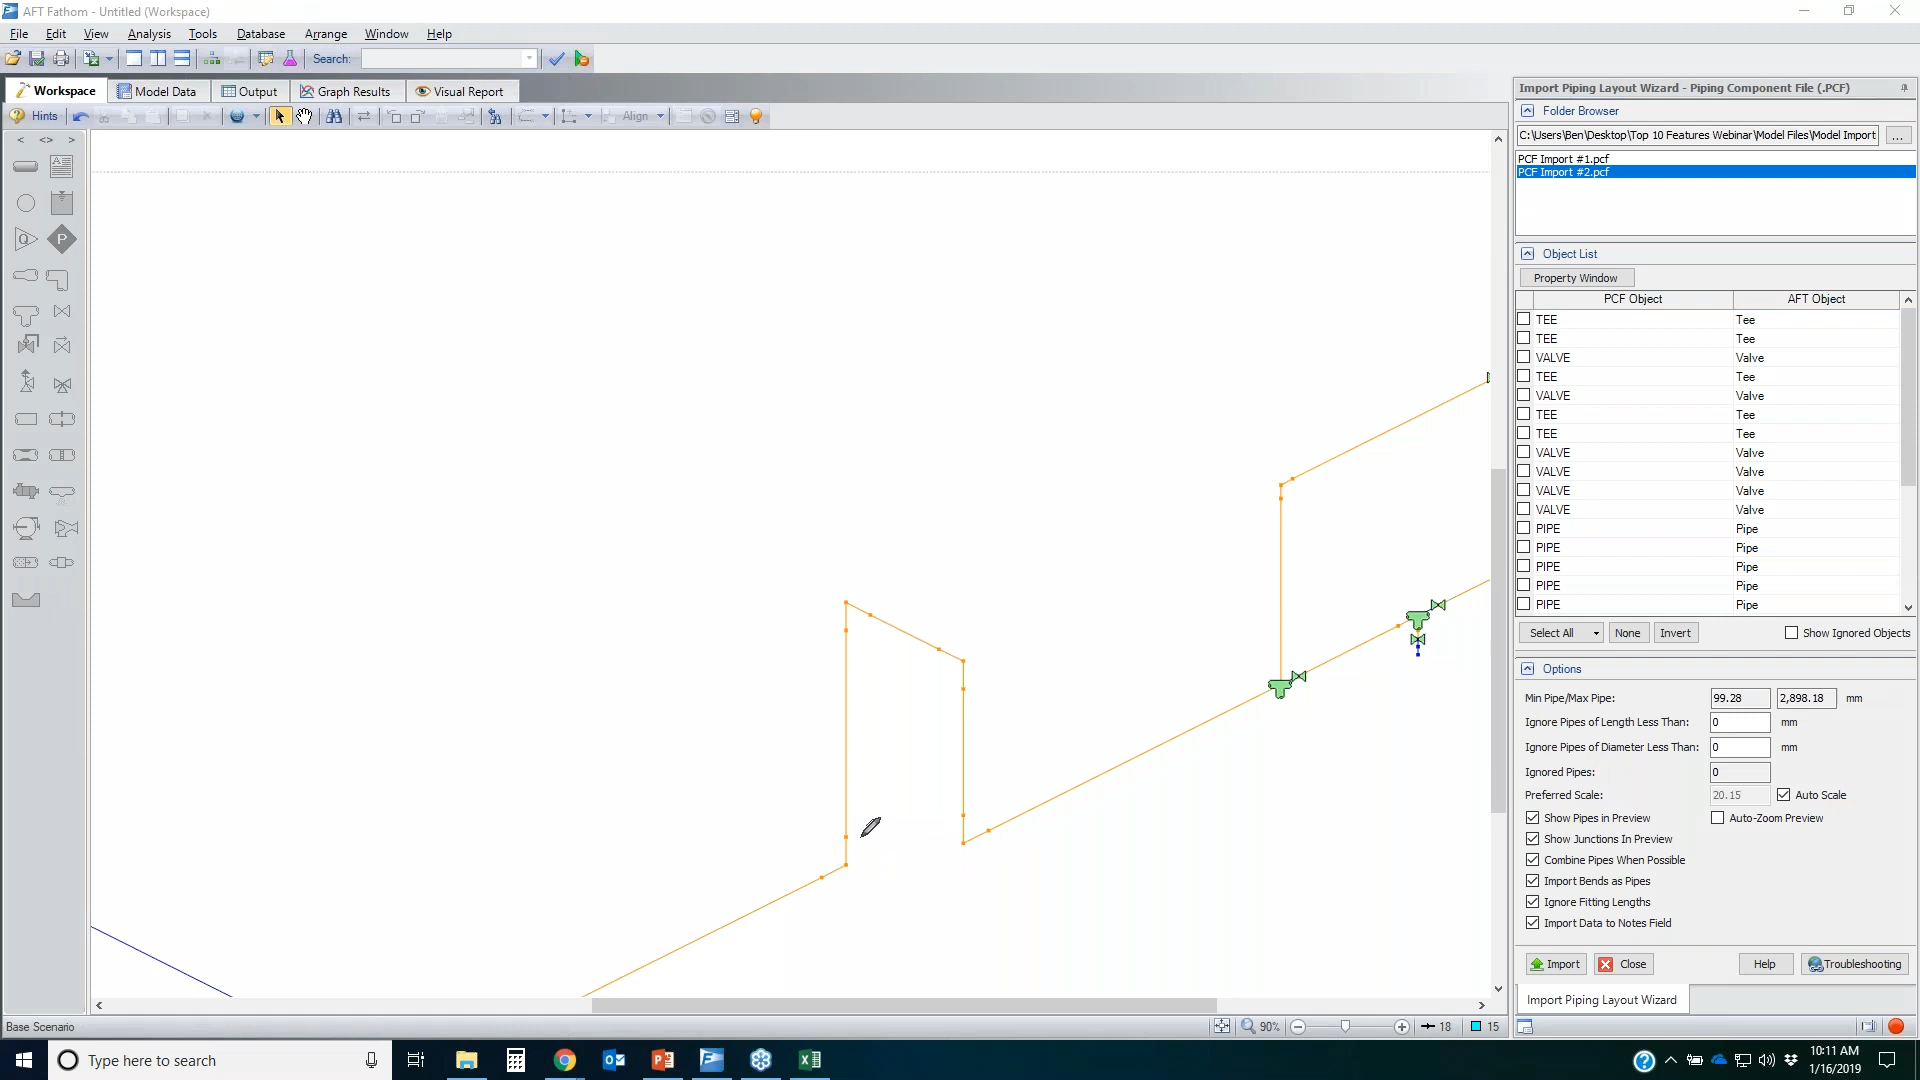 AFT Fathom - Untitled (Workspace)
File Edit View Analysis Tools Database Arrange Window Help
Search:
Workspace Model Data Output Graph Results Visual Report
Hints Align
Import Piping Layout Wizard - Piping Component File (.PCF)
Folder Browser
C:\Users\Ben\Desktop\Top 10 Features Webinar\Model Files\Model Import ...
PCF Import #1.pcf
PCF Import #2.pcf
Object List
Property Window
PCF Object AFT Object
TEE Tee
TEE Tee
VALVE Valve
TEE Tee
VALVE Valve
TEE Tee
TEE Tee
VALVE Valve
VALVE Valve
VALVE Valve
VALVE Valve
PIPE Pipe
PIPE Pipe
PIPE Pipe
PIPE Pipe
PIPE Pipe
Select All None Invert Show Ignored Objects
Options
Min Pipe/Max Pipe: 99.28 2,898.18 mm
Ignore Pipes of Length Less Than: 0 mm
Ignore Pipes of Diameter Less Than: 0 mm
Ignored Pipes: 0
Preferred Scale: 20.15 Auto Scale
Show Pipes in Preview Auto-Zoom Preview
Show Junctions In Preview
Combine Pipes When Possible
Import Bends as Pipes
Ignore Fitting Lengths
Import Data to Notes Field
Import Close Help Troubleshooting
Import Piping Layout Wizard
Base Scenario 90% 18 15
Type here to search
10:11 AM
1/16/2019